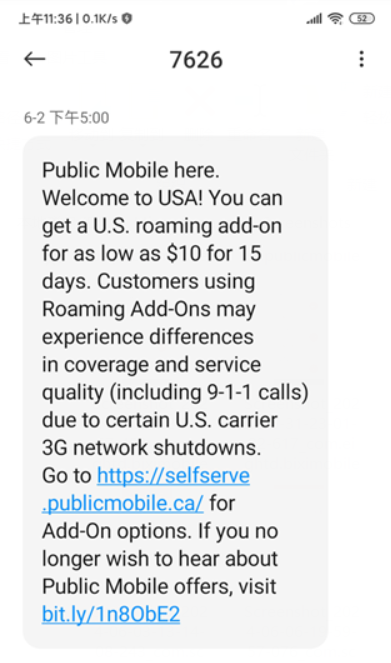 上午11:36 | 0.1K/s
52
7626
6-2 下午5:00
Public Mobile here.
Welcome to USA! You can
get a U.S. roaming add-on
for as low as $10 for 15
days. Customers using
Roaming Add-Ons may
experience differences
in coverage and service
quality (including 9-1-1 calls)
due to certain U.S. carrier
3G network shutdowns.
Go to https://selfserve
.publicmobile.ca/ for
Add-On options. If you no
longer wish to hear about
Public Mobile offers, visit
bit.ly/1n8ObE2